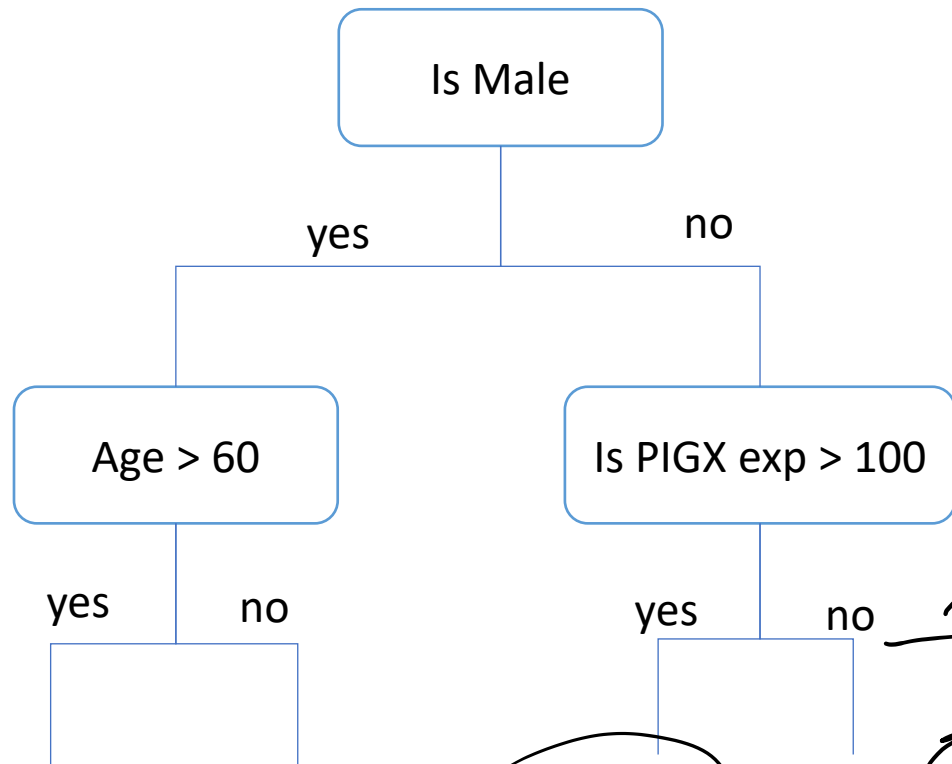 Is Male
yes
no
Age > 60
Is PIGX exp > 100
yes
no
yes
no